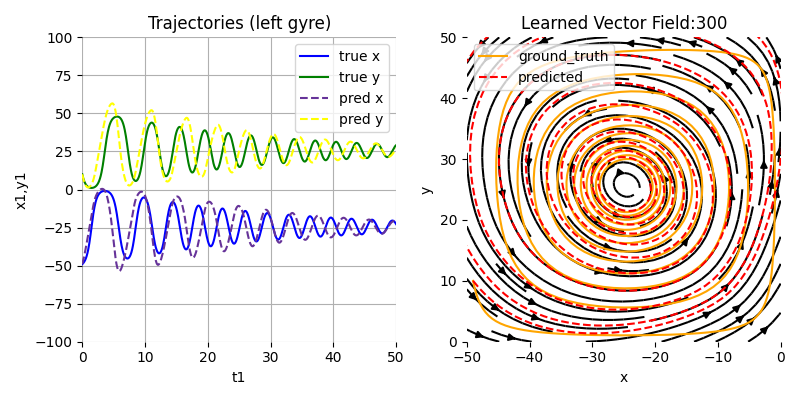 Trajectories (left gyre)
100
75
50
25
0
−25
−50
−75
−100
x1,y1
0
10
20
30
40
50
t1
true x
true y
pred x
pred y
Learned Vector Field:300
50
40
30
20
10
0
y
−50
−40
−30
−20
−10
0
x
ground_truth
predicted